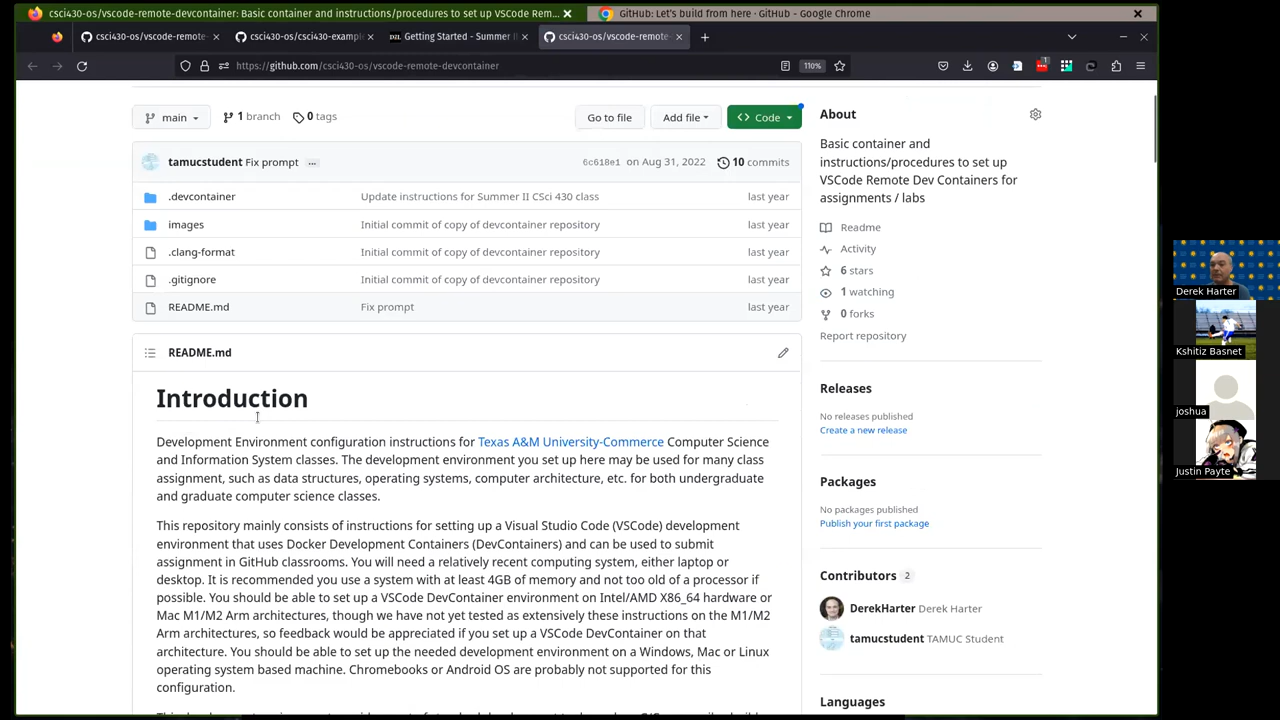 csci430-os/vscode-remote-devcontainer: Basic container and instructions/procedures to set up VSCode Rem...
GitHub: Let's build from here · GitHub - Google Chrome
csci430-os/vscode-remote-
csci430-os/csci430-exampl
D2L Getting Started - Summer I
csci430-os/vscode-remote-
https://github.com/csci430-os/vscode-remote-devcontainer
110%
main
1 branch
0 tags
Go to file
Add file
Code
tamucstudent Fix prompt ...
6c618e1 on Aug 31, 2022
10 commits
.devcontainer Update instructions for Summer II CSci 430 class last year
images Initial commit of copy of devcontainer repository last year
.clang-format Initial commit of copy of devcontainer repository last year
.gitignore Initial commit of copy of devcontainer repository last year
README.md Fix prompt last year
README.md
Introduction
Development Environment configuration instructions for Texas A&M University-Commerce Computer Science
and Information System classes. The development environment you set up here may be used for many class
assignment, such as data structures, operating systems, computer architecture, etc. for both undergraduate
and graduate computer science classes.
This repository mainly consists of instructions for setting up a Visual Studio Code (VSCode) development
environment that uses Docker Development Containers (DevContainers) and can be used to submit
assignment in GitHub classrooms. You will need a relatively recent computing system, either laptop or
desktop. It is recommended you use a system with at least 4GB of memory and not too old of a processor if
possible. You should be able to set up a VSCode DevContainer environment on Intel/AMD X86_64 hardware or
Mac M1/M2 Arm architectures, though we have not yet tested as extensively these instructions on the M1/M2
Arm architectures, so feedback would be appreciated if you set up a VSCode DevContainer on that
architecture. You should be able to set up the needed development environment on a Windows, Mac or Linux
operating system based machine. Chromebooks or Android OS are probably not supported for this
configuration.
About
Basic container and
instructions/procedures to set up
VSCode Remote Dev Containers for
assignments / labs
Readme
Activity
6 stars
1 watching
0 forks
Report repository
Releases
No releases published
Create a new release
Packages
No packages published
Publish your first package
Contributors 2
DerekHarter Derek Harter
tamucstudent TAMUC Student
Languages
Derek Harter
Kshitiz Basnet
joshua
Justin Payte